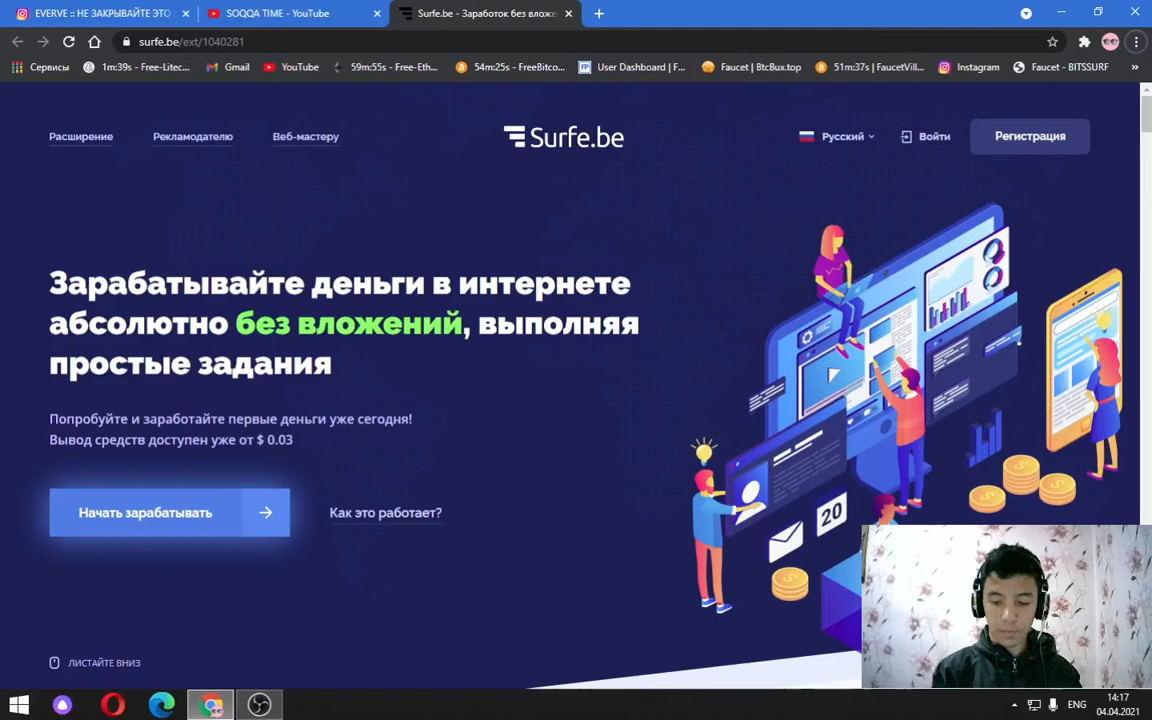 EVERVE :: НЕ ЗАКРЫВАЙТЕ ЭТО
SOQQA TIME - YouTube
Surfe.be - Заработок без вложе
surfe.be/ext/1040281
Сервисы
1m:39s - Free-Litec...
Gmail
YouTube
59m:55s - Free-Eth...
54m:25s - FreeBitco...
User Dashboard | F...
Faucet | BtcBux.top
51m:37s | FaucetVill...
Instagram
Faucet - BITSSURF
»
Расширение
Рекламодателю
Веб-мастеру
Surfe.be
Русский
Войти
Регистрация
Зарабатывайте деньги в интернете
абсолютно без вложений, выполняя
простые задания
Попробуйте и заработайте первые деньги уже сегодня!
Вывод средств доступен уже от $ 0.03
Начать зарабатывать
Как это работает?
20
ЛИСТАЙТЕ ВНИЗ
ENG
14:17
04.04.2021